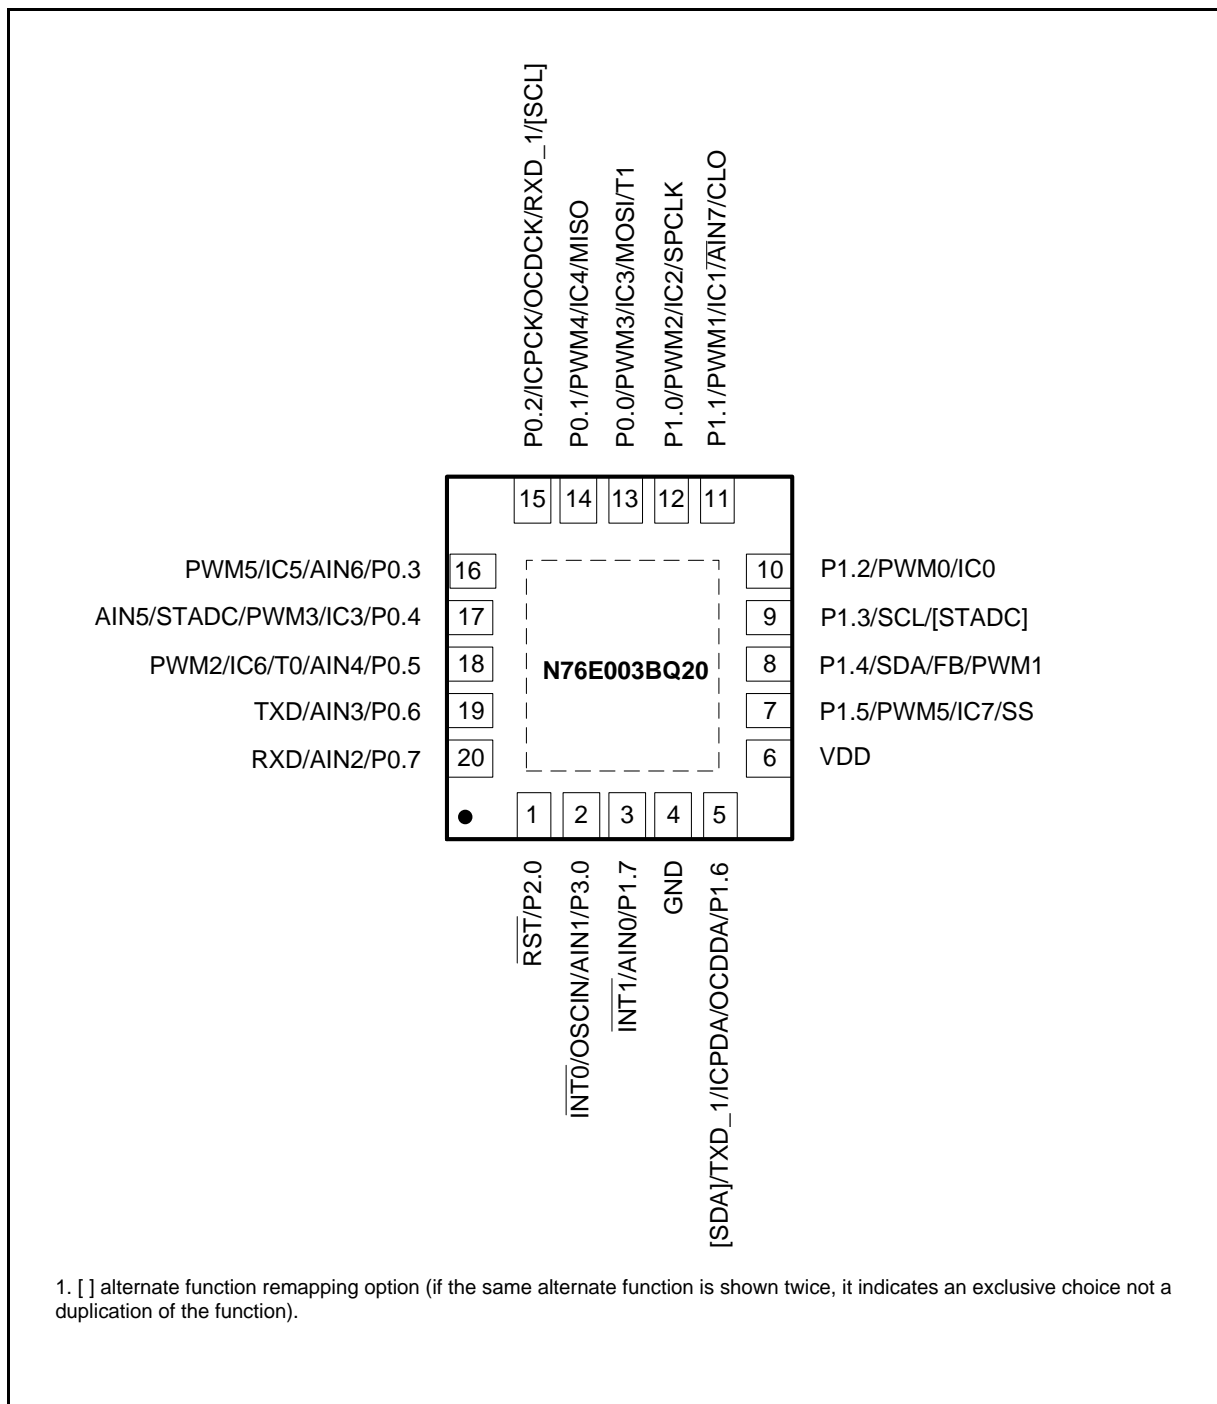 P0.2/ICPCK/OCDCK/RXD_1/[SCL]
P0.1/PWM4/IC4/MISO
P0.0/PWM3/IC3/MOSI/T1
P1.0/PWM2/IC2/SPCLK
P1.1/PWM1/IC1/AIN7/CLO
15 14 13 12 11
PWM5/IC5/AIN6/P0.3 16
10 P1.2/PWM0/IC0
AIN5/STADC/PWM3/IC3/P0.4 17
9 P1.3/SCL/[STADC]
PWM2/IC6/T0/AIN4/P0.5 18
N76E003BQ20
8 P1.4/SDA/FB/PWM1
TXD/AIN3/P0.6 19
7 P1.5/PWM5/IC7/SS
RXD/AIN2/P0.7 20
6 VDD
1 2 3 4 5
RST/P2.0
INT0/OSCIN/AIN1/P3.0
INT1/AIN0/P1.7
GND
[SDA]/TXD_1/ICPDA/OCDDA/P1.6
1. [ ] alternate function remapping option (if the same alternate function is shown twice, it indicates an exclusive choice not a
duplication of the function).